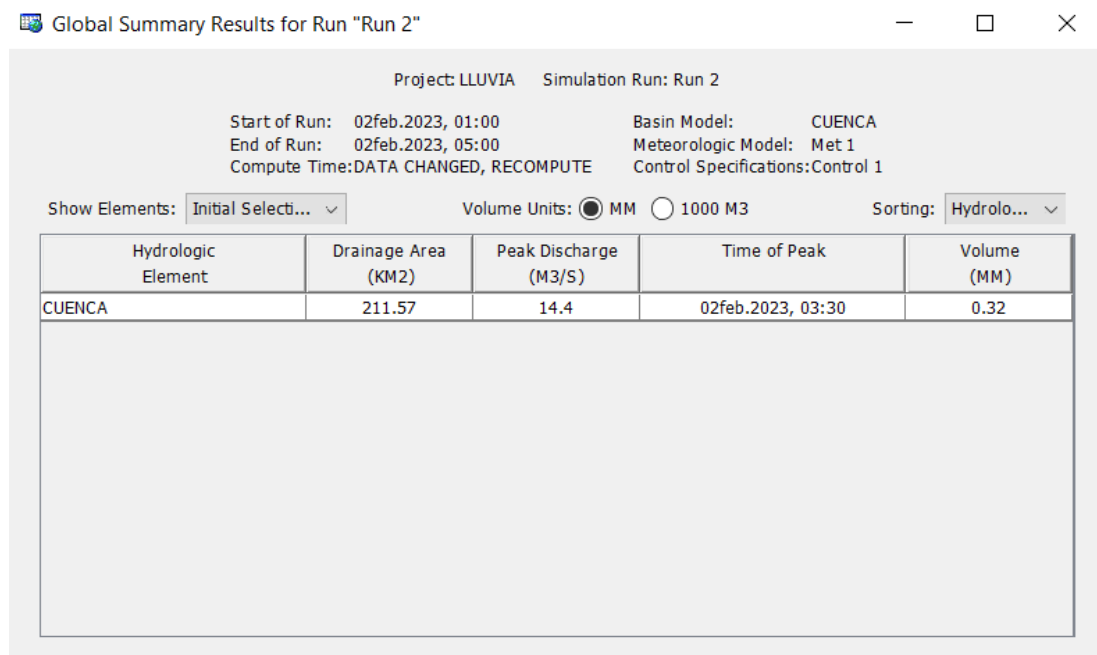 Global Summary Results for Run "Run 2"
Project: LLUVIA Simulation Run: Run 2
Start of Run: 02feb.2023, 01:00 Basin Model: CUENCA
End of Run: 02feb.2023, 05:00 Meteorologic Model: Met 1
Compute Time:DATA CHANGED, RECOMPUTE Control Specifications:Control 1
Show Elements: Initial Selecti... Volume Units: MM 1000 M3 Sorting: Hydrolo...
Hydrologic Drainage Area Peak Discharge Time of Peak Volume
Element (KM2) (M3/S) (MM)
CUENCA 211.57 14.4 02feb.2023, 03:30 0.32